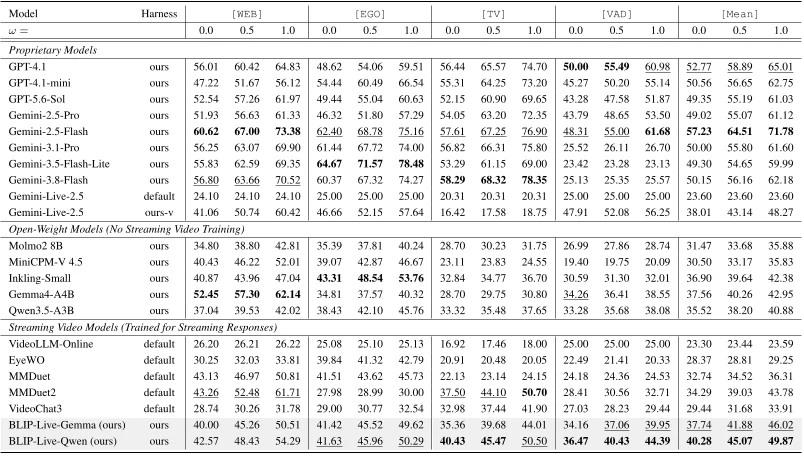 Model Harness [WEB] [EGO] [TV] [VAD] [Mean]
ω = 0.0 0.5 1.0 0.0 0.5 1.0 0.0 0.5 1.0 0.0 0.5 1.0 0.0 0.5 1.0
Proprietary Models
GPT-4.1 ours 56.01 60.42 64.83 48.62 54.06 59.51 56.44 65.57 74.70 50.00 55.49 60.98 52.77 58.89 65.01
GPT-4.1-mini ours 47.22 51.67 56.12 54.44 60.49 66.54 55.31 64.25 73.20 45.27 50.20 55.14 50.56 56.65 62.75
GPT-5.6-Sol ours 52.54 57.26 61.97 49.44 55.04 60.63 52.15 60.90 69.65 43.28 47.58 51.87 49.35 55.19 61.03
Gemini-2.5-Pro ours 51.93 56.63 61.33 46.32 51.80 57.29 54.05 63.20 72.35 43.79 48.65 53.50 49.02 55.07 61.12
Gemini-2.5-Flash ours 60.62 67.00 73.38 62.40 68.78 75.16 57.61 67.25 76.90 48.31 55.00 61.68 57.23 64.51 71.78
Gemini-3.1-Pro ours 56.25 63.07 69.90 61.44 67.72 74.00 56.82 66.31 75.80 25.52 26.11 26.70 50.00 55.80 61.60
Gemini-3.5-Flash-Lite ours 55.83 62.59 69.35 64.67 71.57 78.48 53.29 61.15 69.00 23.42 23.28 23.13 49.30 54.65 59.99
Gemini-3.8-Flash ours 56.80 63.66 70.52 60.37 67.32 74.27 58.29 68.32 78.35 25.13 25.35 25.57 50.15 56.16 62.18
Gemini-Live-2.5 default 24.10 24.10 24.10 25.00 25.00 25.00 20.31 20.31 20.31 25.00 25.00 25.00 23.60 23.60 23.60
Gemini-Live-2.5 ours-v 41.06 50.74 60.42 46.66 52.15 57.64 16.42 17.58 18.75 47.91 52.08 56.25 38.01 43.14 48.27
Open-Weight Models (No Streaming Video Training)
Molmo2 8B ours 34.80 38.80 42.81 35.39 37.81 40.24 28.70 30.23 31.75 26.99 27.86 28.74 31.47 33.68 35.88
MiniCPM-V 4.5 ours 40.43 46.22 52.01 39.07 42.87 46.67 23.11 23.83 24.55 19.40 19.75 20.09 30.50 33.17 35.83
Inkling-Small ours 40.87 43.96 47.04 43.31 48.54 53.76 32.84 34.77 36.70 30.59 31.30 32.01 36.90 39.64 42.38
Gemma4-A4B ours 52.45 57.30 62.14 34.81 37.57 40.32 28.70 29.75 30.80 34.26 36.41 38.55 37.56 40.26 42.95
Qwen3.5-A3B ours 37.04 39.53 42.02 38.43 42.10 45.76 33.32 35.48 37.65 33.28 35.68 38.08 35.52 38.20 40.88
Streaming Video Models (Trained for Streaming Responses)
VideoLLM-Online default 26.20 26.21 26.22 25.08 25.10 25.13 16.92 17.46 18.00 25.00 25.00 25.00 23.30 23.44 23.59
EyeWO default 30.25 32.03 33.81 39.84 41.32 42.79 20.91 20.48 20.05 22.49 21.41 20.33 28.37 28.81 29.25
MMDuet default 43.13 46.97 50.81 41.51 43.62 45.73 22.13 23.14 24.15 24.18 24.36 24.53 32.74 34.52 36.31
MMDuet2 default 43.26 52.48 61.71 27.98 28.99 30.00 37.50 44.10 50.70 28.41 30.56 32.71 34.29 39.03 43.78
VideoChat3 default 28.74 30.26 31.78 29.00 30.77 32.54 32.98 37.44 41.90 27.03 28.23 29.44 29.44 31.68 33.91
BLIP-Live-Gemma (ours) ours 40.00 45.26 50.51 41.42 45.52 49.62 35.36 39.68 44.01 34.16 37.06 39.95 37.74 41.88 46.02
BLIP-Live-Qwen (ours) ours 42.57 48.43 54.29 41.63 45.96 50.29 40.43 45.47 50.50 36.47 40.43 44.39 40.28 45.07 49.87